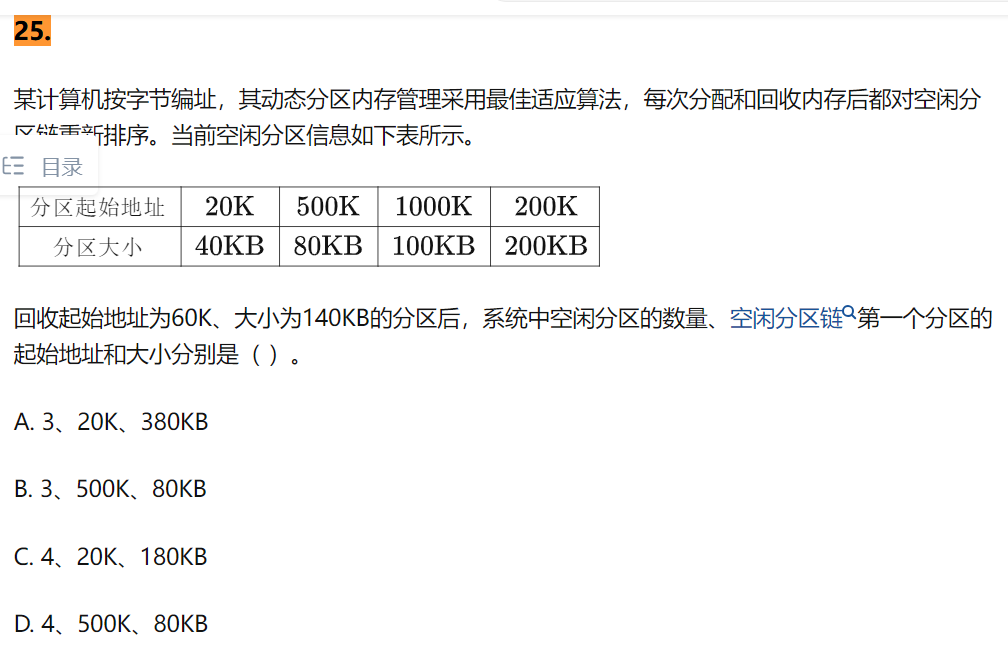 25.
某计算机按字节编址，其动态分区内存管理采用最佳适应算法，每次分配和回收内存后都对空闲分
区链重新排序。当前空闲分区信息如下表所示。
目录
分区起始地址 20K 500K 1000K 200K
分区大小 40KB 80KB 100KB 200KB
回收起始地址为60K、大小为140KB的分区后，系统中空闲分区的数量、空闲分区链第一个分区的
起始地址和大小分别是（ ）。
A. 3、20K、380KB
B. 3、500K、80KB
C. 4、20K、180KB
D. 4、500K、80KB